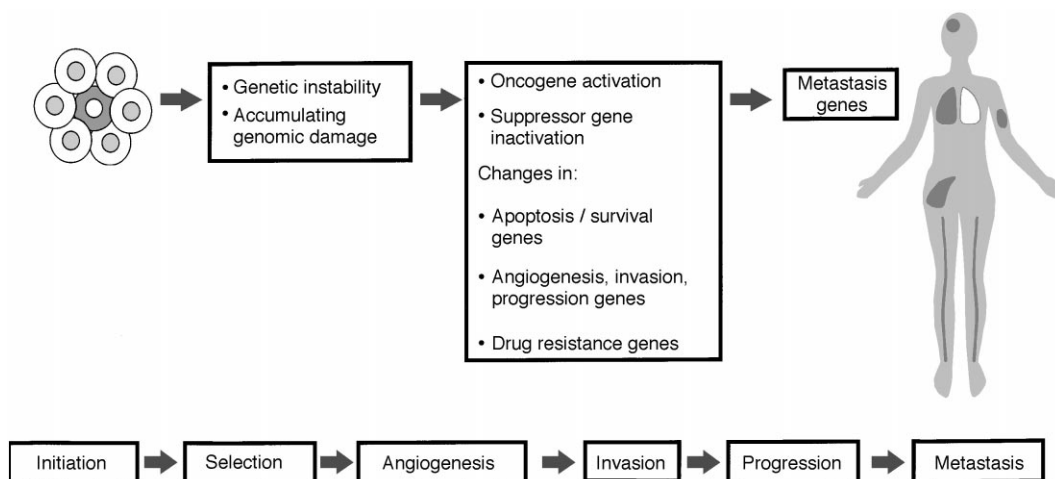 • Genetic instability
• Accumulating
genomic damage
• Oncogene activation
• Suppressor gene
inactivation
Changes in:
• Apoptosis / survival
genes
• Angiogenesis, invasion,
progression genes
• Drug resistance genes
Metastasis
genes
Initiation
Selection
Angiogenesis
Invasion
Progression
Metastasis